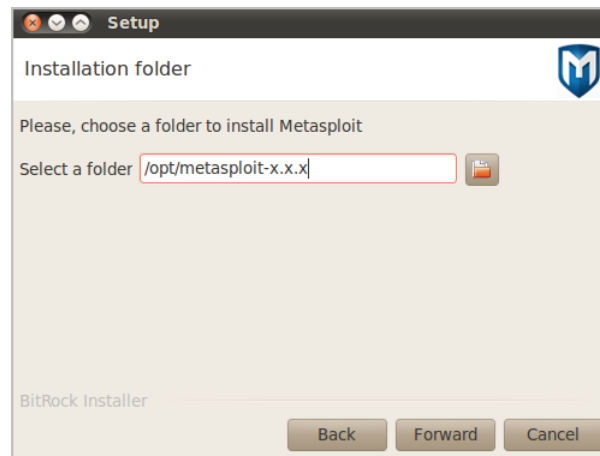 Setup
Installation folder
Please, choose a folder to install Metasploit
Select a folder /opt/metasploit-x.x.x
BitRock Installer
Back Forward Cancel